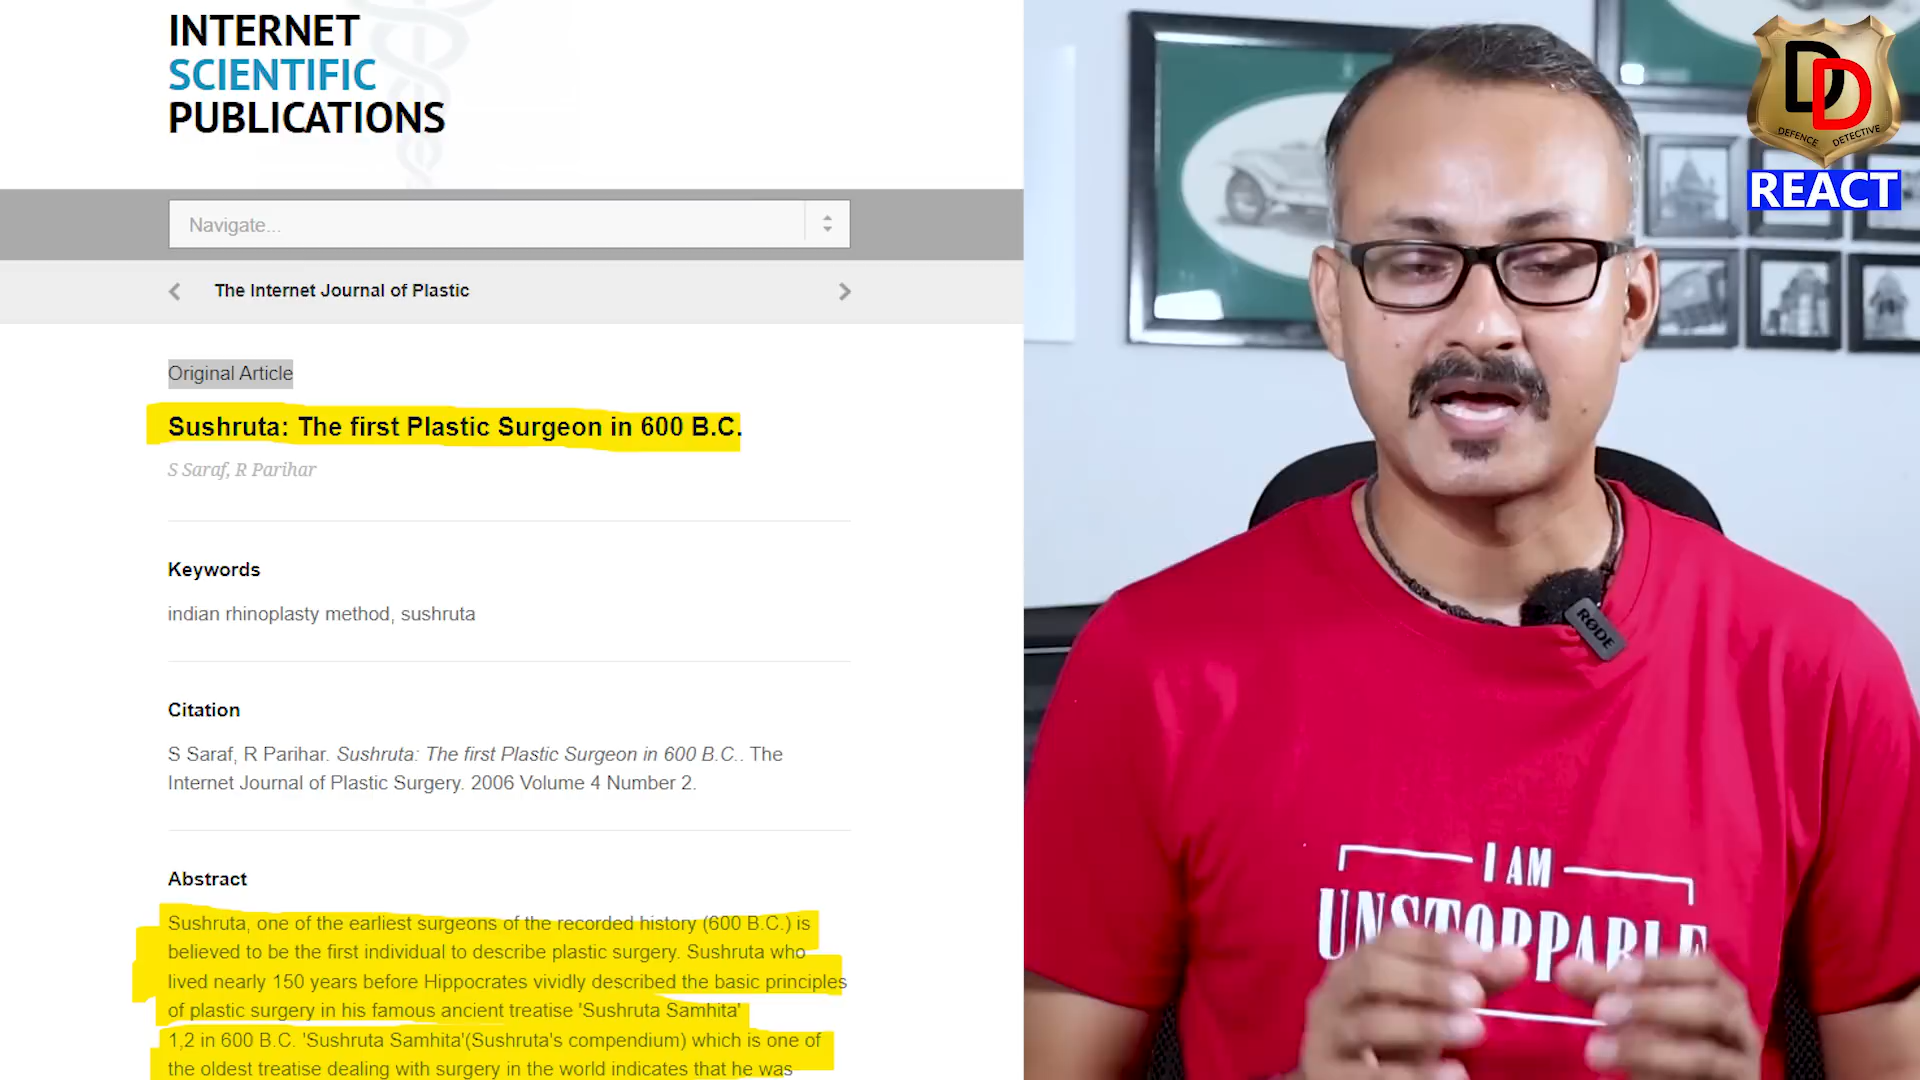 INTERNET
SCIENTIFIC
PUBLICATIONS
Navigate...
The Internet Journal of Plastic
Original Article
Sushruta: The first Plastic Surgeon in 600 B.C.
S Saraf, R Parihar
Keywords
indian rhinoplasty method, sushruta
Citation
S Saraf, R Parihar. Sushruta: The first Plastic Surgeon in 600 B.C.. The
Internet Journal of Plastic Surgery. 2006 Volume 4 Number 2.
Abstract
Sushruta, one of the earliest surgeons of the recorded history (600 B.C.) is
believed to be the first individual to describe plastic surgery. Sushruta who
lived nearly 150 years before Hippocrates vividly described the basic principles
of plastic surgery in his famous ancient treatise 'Sushruta Samhita'
1,2 in 600 B.C. 'Sushruta Samhita'(Sushruta's compendium) which is one of
the oldest treatise dealing with surgery in the world indicates that he was
DD
DEFENCE DETECTIVE
REACT
RØDE
I AM
UNSTOPPABLE